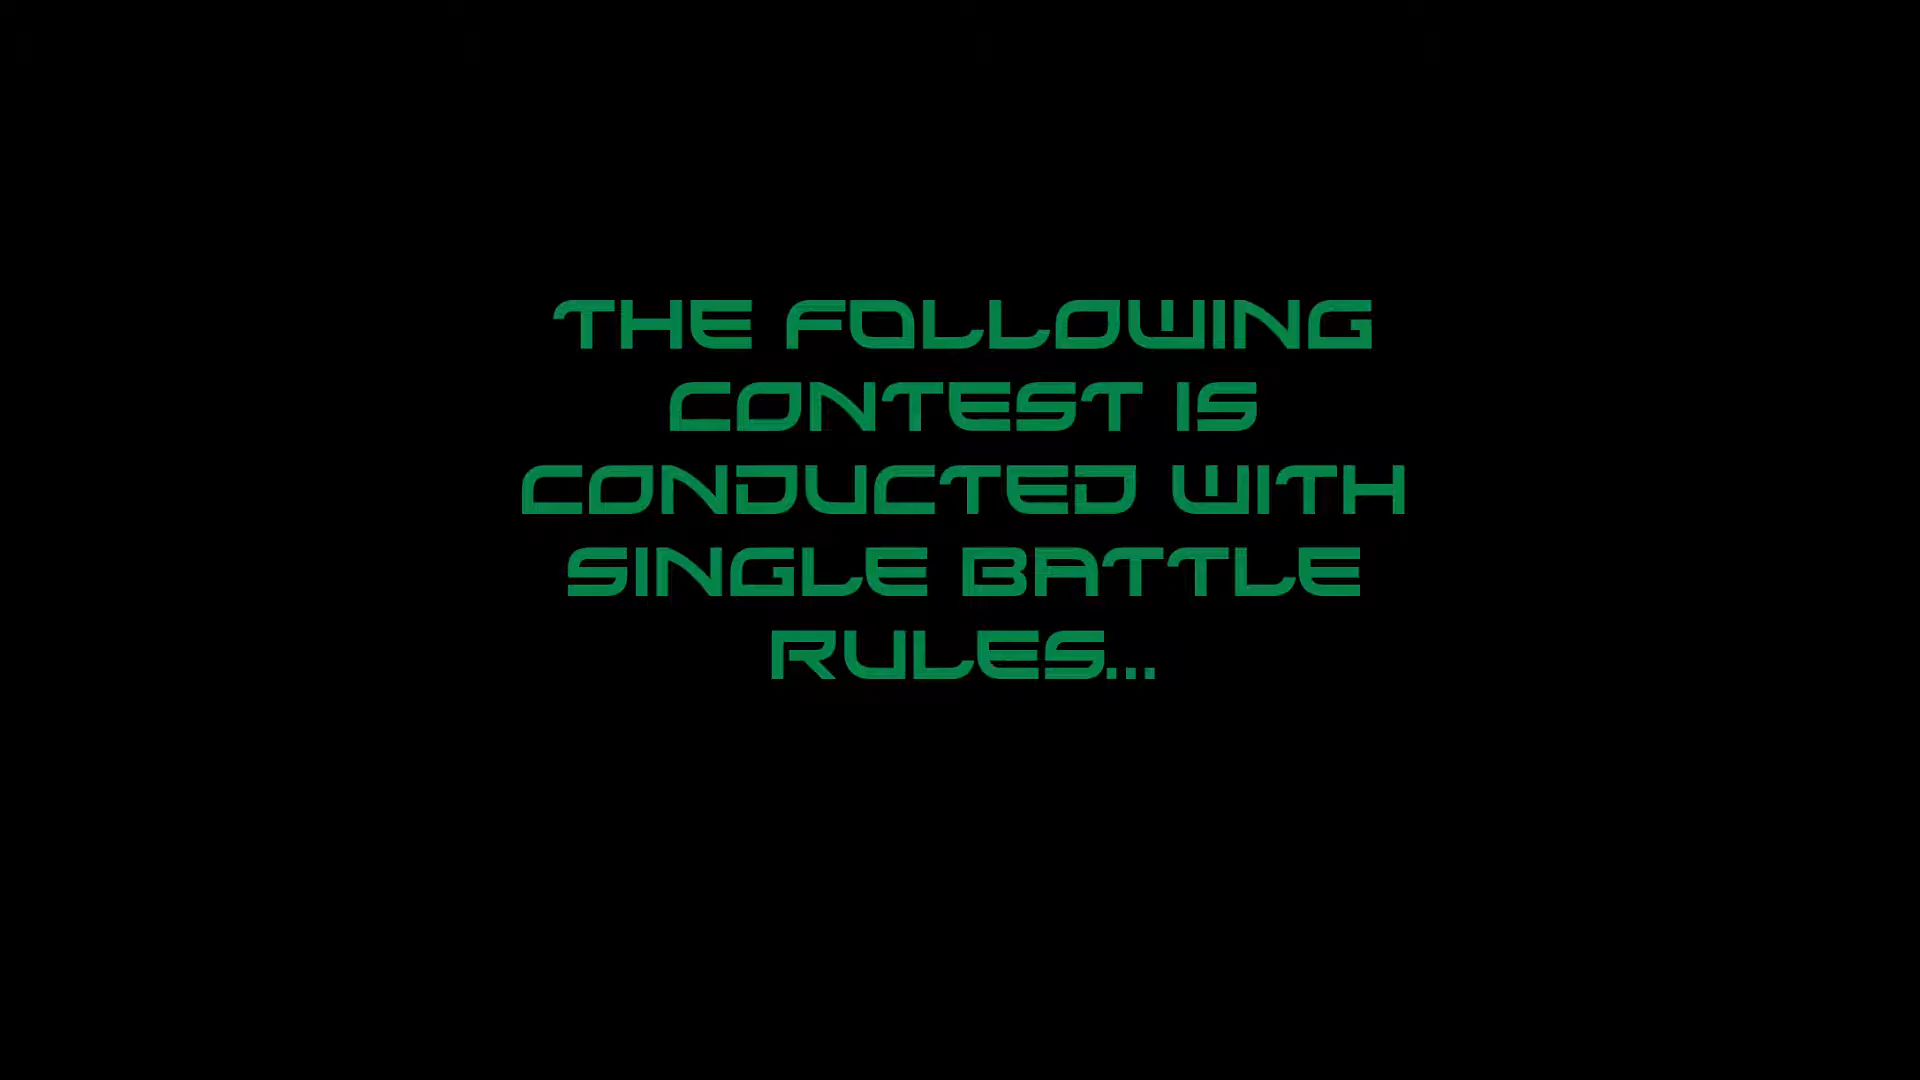 THE FOLLOWING
CONTEST IS
CONDUCTED WITH
SINGLE BATTLE
RULES...